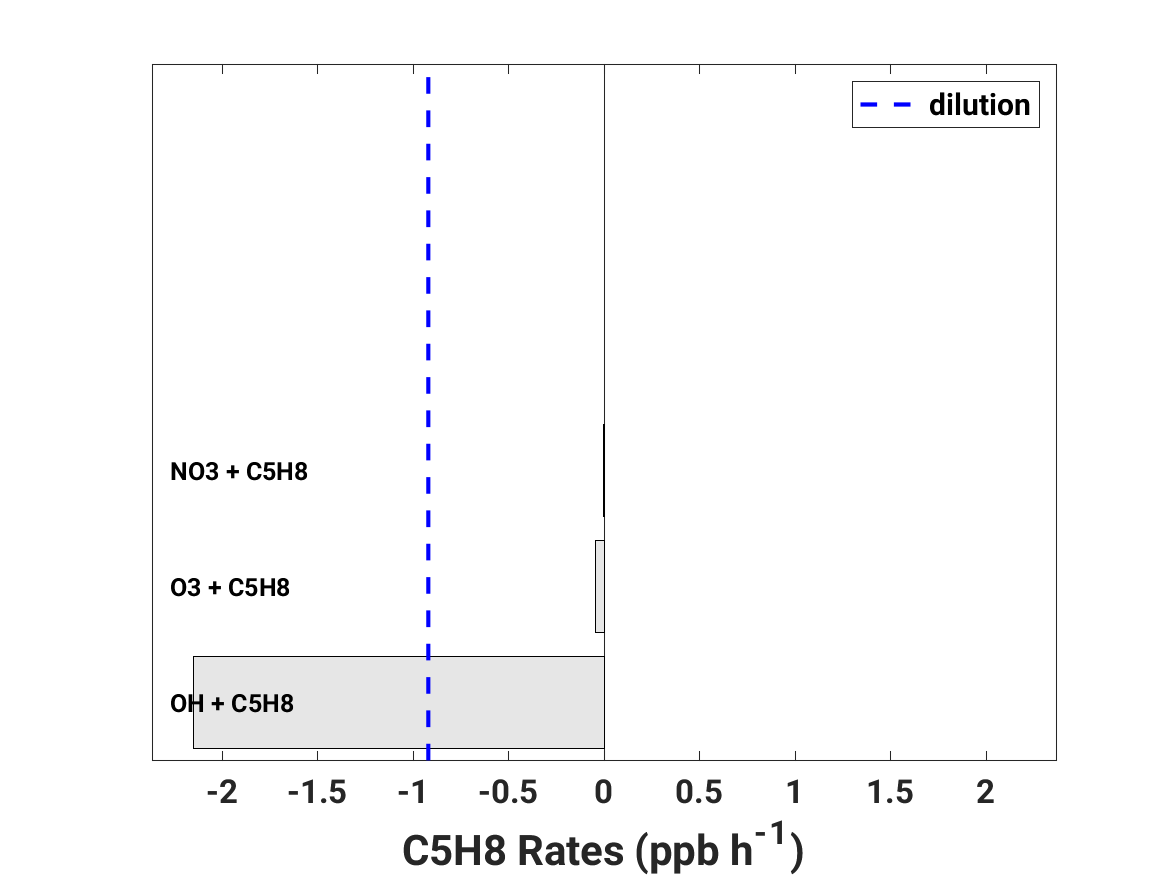 dilution
NO3 + C5H8
O3 + C5H8
OH + C5H8
-2 -1.5 -1 -0.5 0 0.5 1 1.5 2
C5H8 Rates (ppb h⁻¹)